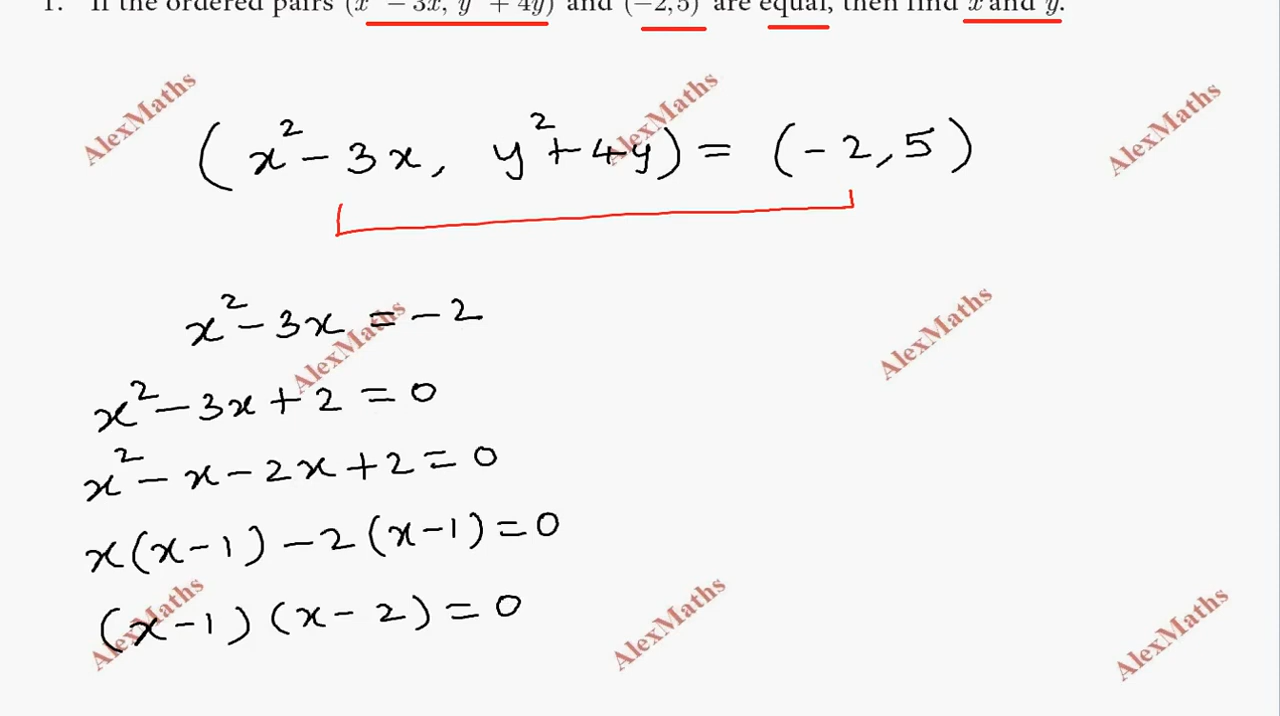 1. If the ordered pairs (x² − 3x, y² + 4y) and (−2,5) are equal, then find x and y.
AlexMaths AlexMaths AlexMaths
(x² − 3x, y² + 4y) = (−2, 5)
x² − 3x = −2
AlexMaths AlexMaths
x² − 3x + 2 = 0
x² − x − 2x + 2 = 0
x(x−1) − 2(x−1) = 0
(x−1)(x−2) = 0
AlexMaths AlexMaths AlexMaths